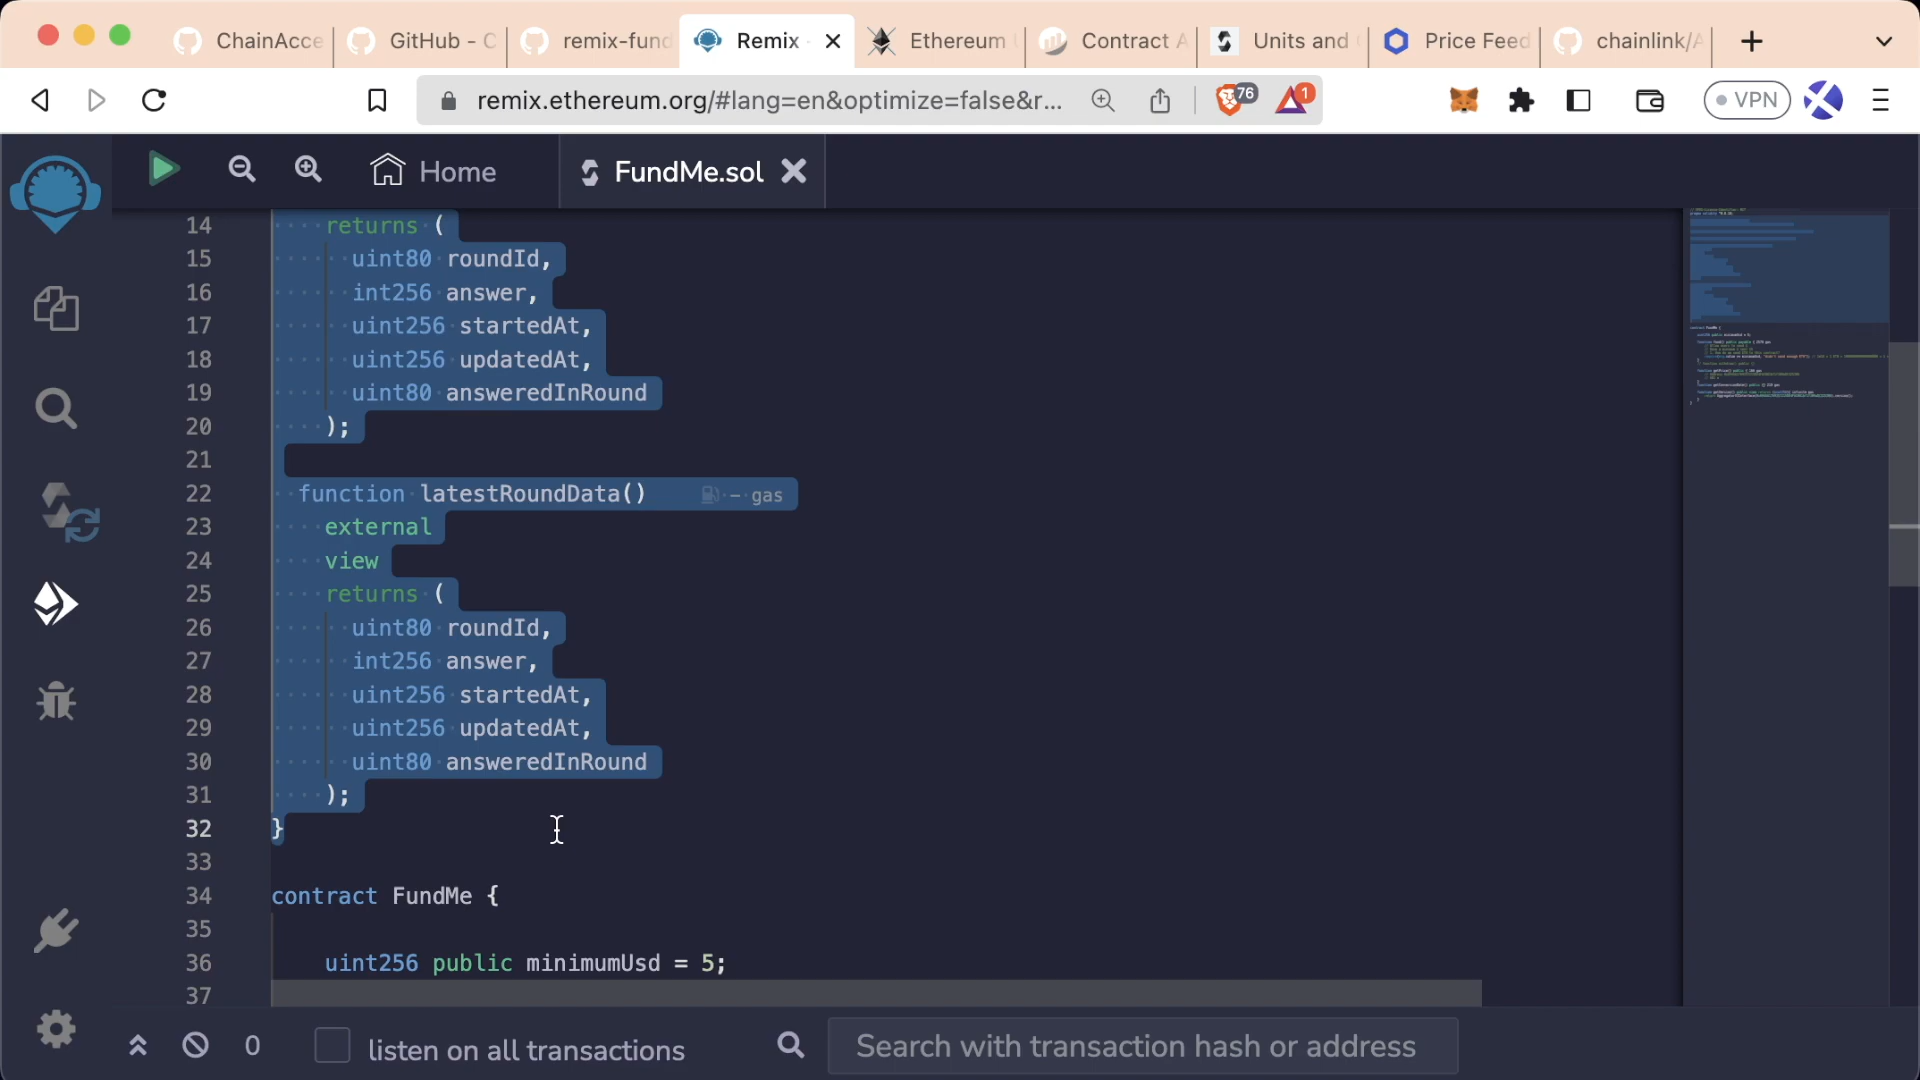 ChainAcce
GitHub - C
remix-fund
Remix
Ethereum
Contract A
Units and
Price Feed
chainlink/A
remix.ethereum.org/#lang=en&optimize=false&r...
76
1
VPN
Home
FundMe.sol
14 returns (
15 uint80 roundId,
16 int256 answer,
17 uint256 startedAt,
18 uint256 updatedAt,
19 uint80 answeredInRound
20 );
21
22 function latestRoundData() - gas
23 external
24 view
25 returns (
26 uint80 roundId,
27 int256 answer,
28 uint256 startedAt,
29 uint256 updatedAt,
30 uint80 answeredInRound
31 );
32 }
33
34 contract FundMe {
35
36 uint256 public minimumUsd = 5;
37
0
listen on all transactions
Search with transaction hash or address